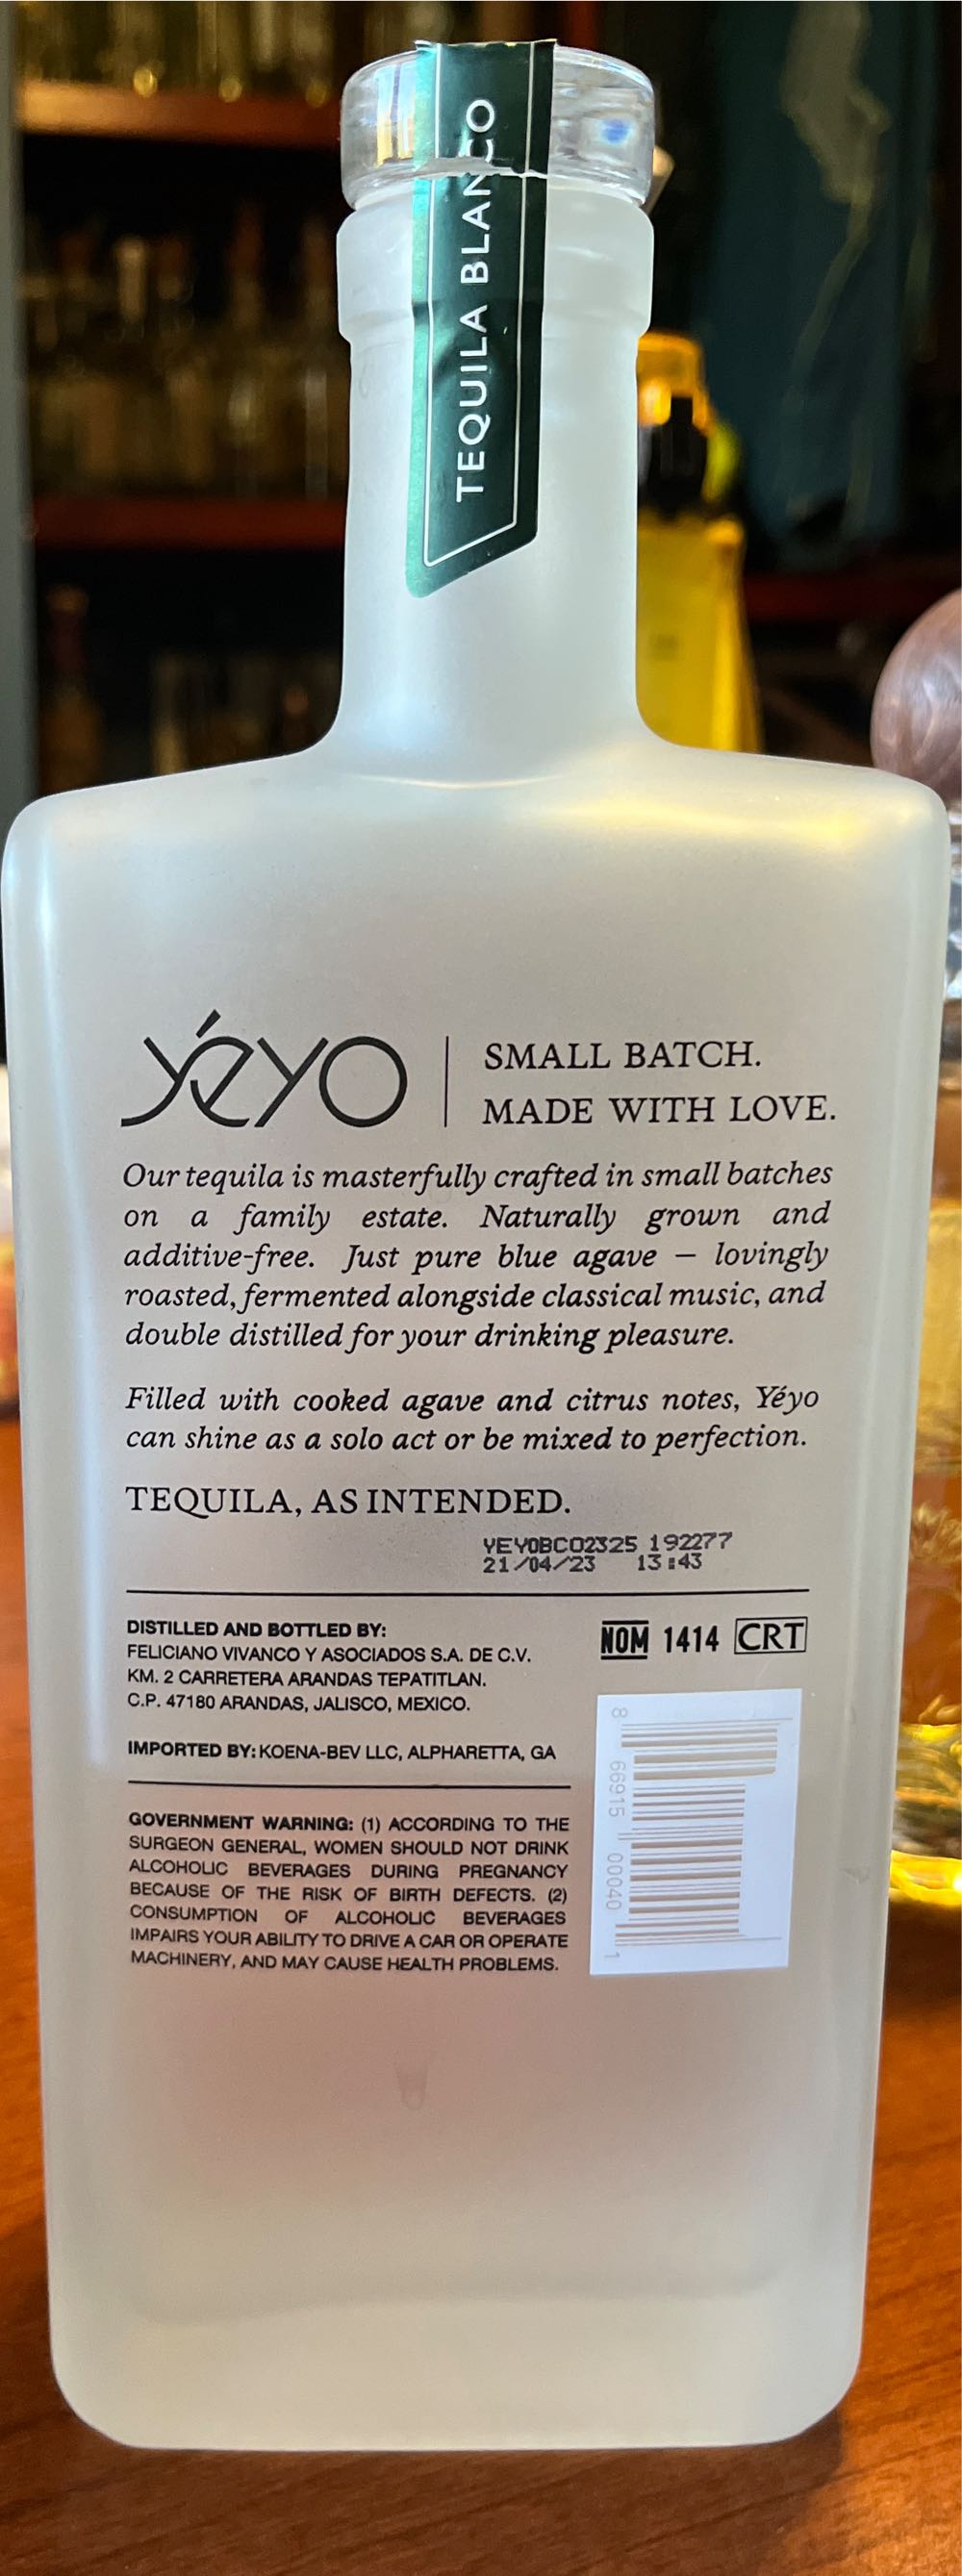 TEQUILA BLANCO
yéyo
SMALL BATCH.
MADE WITH LOVE.
Our tequila is masterfully crafted in small batches
on a family estate. Naturally grown and
additive-free. Just pure blue agave – lovingly
roasted, fermented alongside classical music, and
double distilled for your drinking pleasure.
Filled with cooked agave and citrus notes, Yéyo
can shine as a solo act or be mixed to perfection.
TEQUILA, AS INTENDED.
YEYOBCO2325 192277
21/04/23 13:43
DISTILLED AND BOTTLED BY:
FELICIANO VIVANCO Y ASOCIADOS S.A. DE C.V.
KM. 2 CARRETERA ARANDAS TEPATITLAN.
C.P. 47180 ARANDAS, JALISCO, MEXICO.
NOM 1414 CRT
IMPORTED BY: KOENA-BEV LLC, ALPHARETTA, GA
GOVERNMENT WARNING: (1) ACCORDING TO THE
SURGEON GENERAL, WOMEN SHOULD NOT DRINK
ALCOHOLIC BEVERAGES DURING PREGNANCY
BECAUSE OF THE RISK OF BIRTH DEFECTS. (2)
CONSUMPTION OF ALCOHOLIC BEVERAGES
IMPAIRS YOUR ABILITY TO DRIVE A CAR OR OPERATE
MACHINERY, AND MAY CAUSE HEALTH PROBLEMS.
8 66915 00040 1